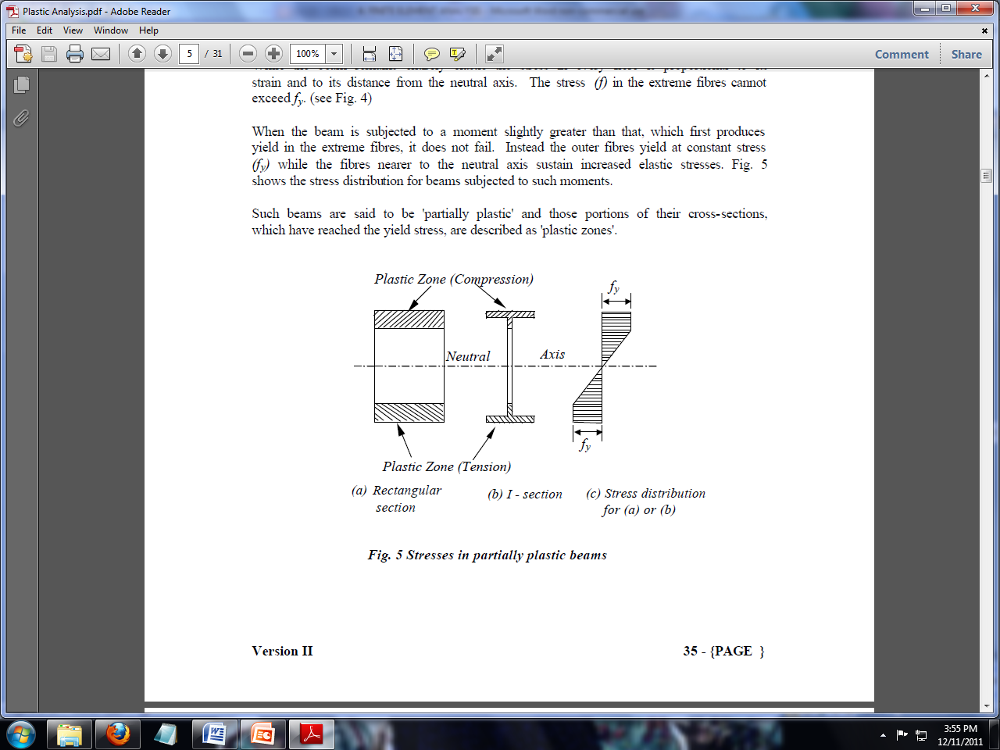 Plastic Analysis.pdf - Adobe Reader
File Edit View Window Help
5 / 31 100% Comment Share
strain and to its distance from the neutral axis. The stress (f) in the extreme fibres cannot
exceed fy. (see Fig. 4)
When the beam is subjected to a moment slightly greater than that, which first produces
yield in the extreme fibres, it does not fail. Instead the outer fibres yield at constant stress
(fy) while the fibres nearer to the neutral axis sustain increased elastic stresses. Fig. 5
shows the stress distribution for beams subjected to such moments.
Such beams are said to be 'partially plastic' and those portions of their cross-sections,
which have reached the yield stress, are described as 'plastic zones'.
Plastic Zone (Compression)
fy
Neutral Axis
fy
Plastic Zone (Tension)
(a) Rectangular
section
(b) I - section
(c) Stress distribution
for (a) or (b)
Fig. 5 Stresses in partially plastic beams
Version II 35 - {PAGE }
3:55 PM
12/11/2011